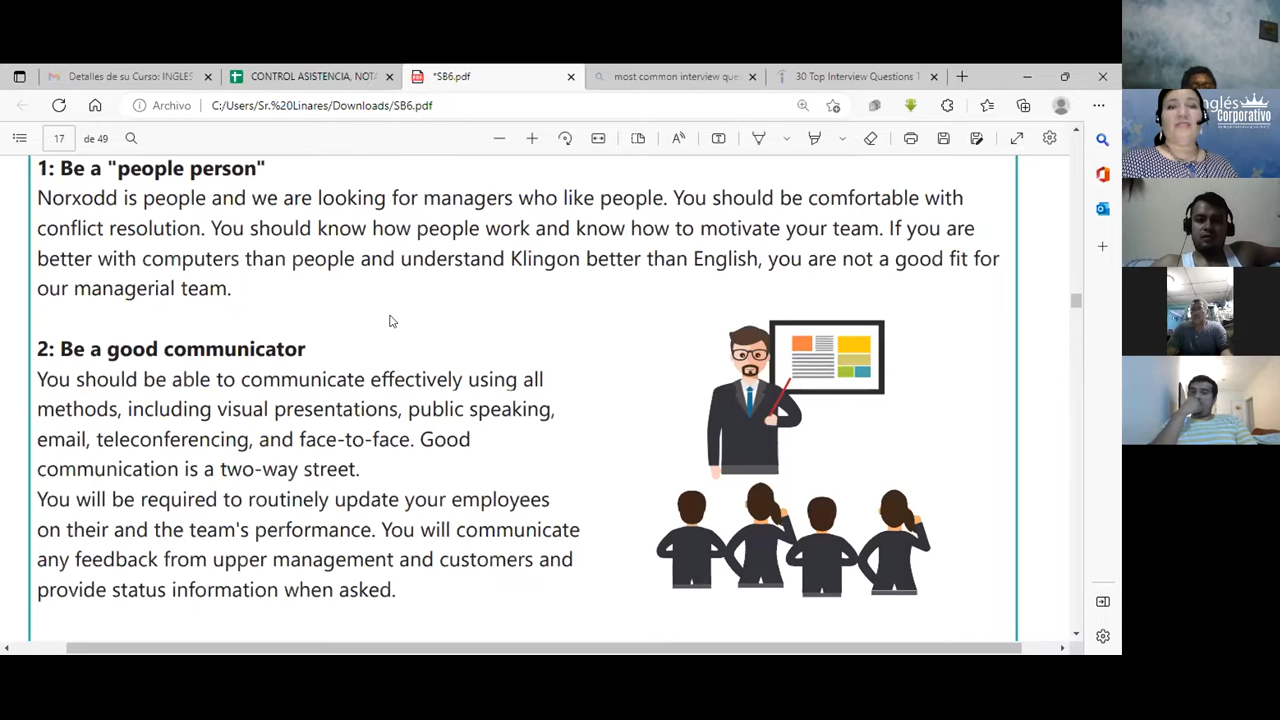 Detalles de su Curso: INGLES
CONTROL ASISTENCIA, NOTA
*SB6.pdf
most common interview que
30 Top Interview Questions T
Archivo
C:/Users/Sr.%20Linares/Downloads/SB6.pdf
17
de 49
1: Be a "people person"
Norxodd is people and we are looking for managers who like people. You should be comfortable with
conflict resolution. You should know how people work and know how to motivate your team. If you are
better with computers than people and understand Klingon better than English, you are not a good fit for
our managerial team.
2: Be a good communicator
You should be able to communicate effectively using all
methods, including visual presentations, public speaking,
email, teleconferencing, and face-to-face. Good
communication is a two-way street.
You will be required to routinely update your employees
on their and the team's performance. You will communicate
any feedback from upper management and customers and
provide status information when asked.
Corporativo